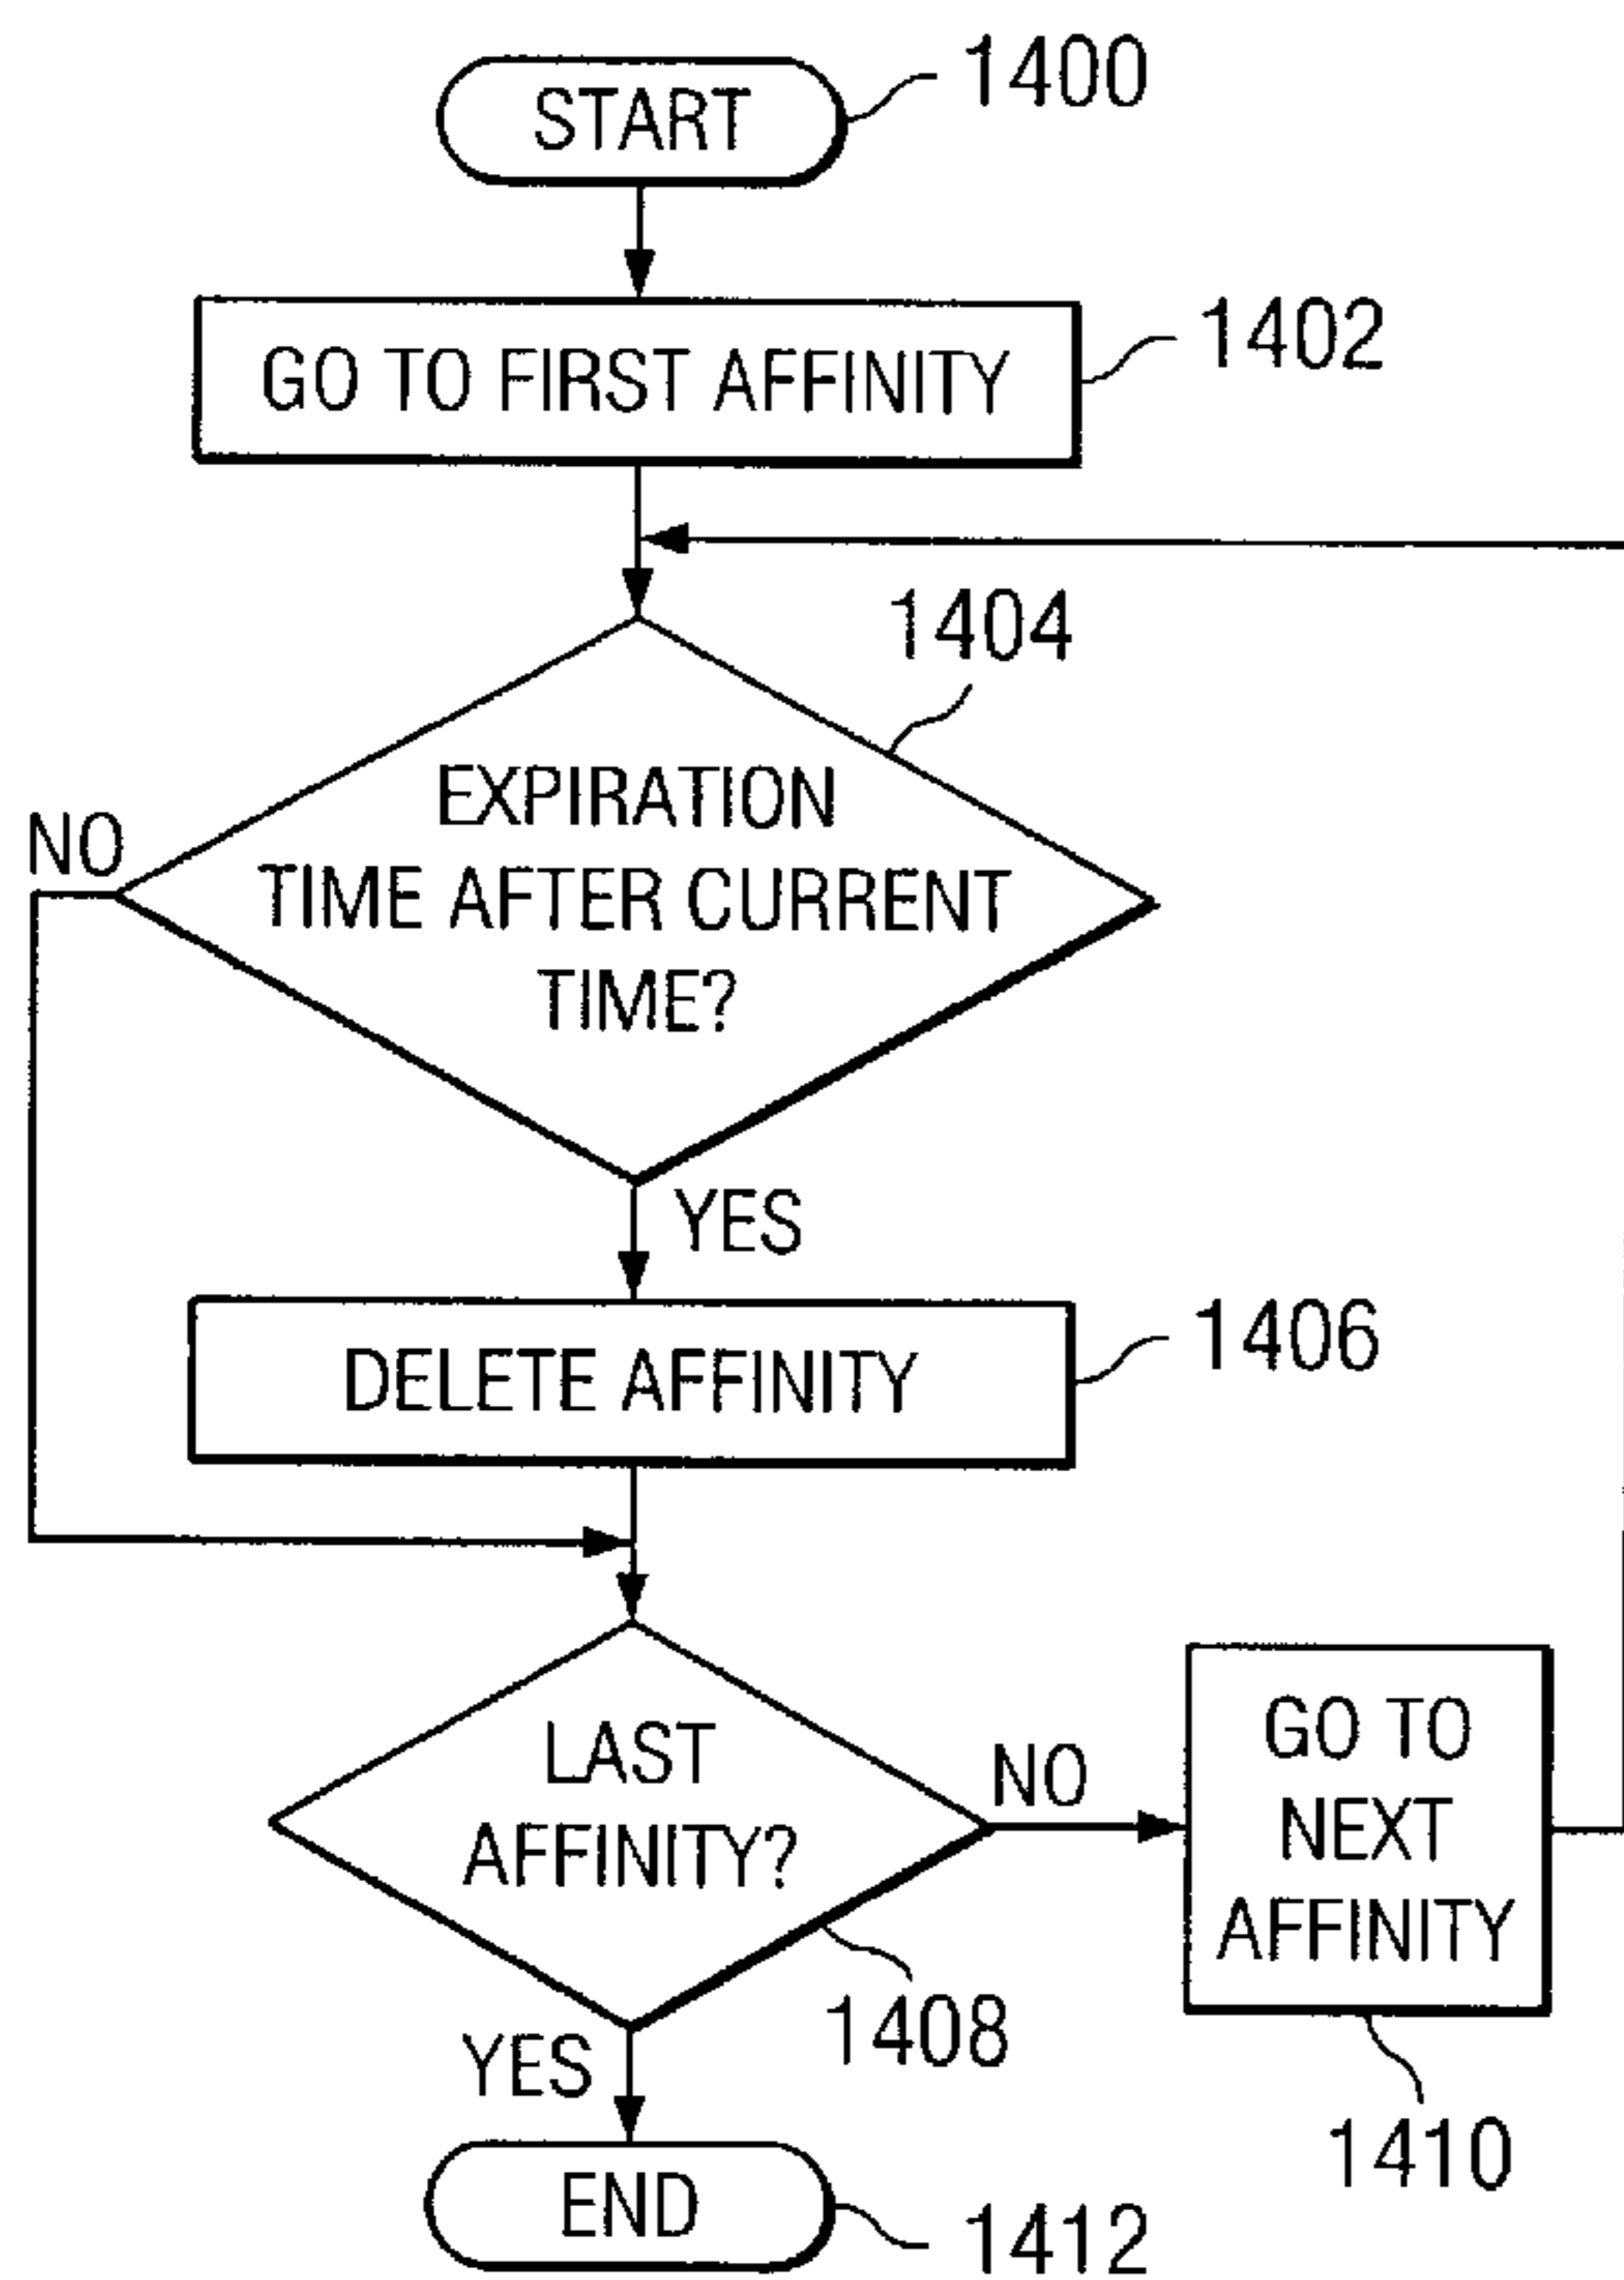 START
1400
GO TO FIRST AFFINITY
1402
1404
EXPIRATION
TIME AFTER CURRENT
TIME?
NO
YES
DELETE AFFINITY
1406
LAST
AFFINITY?
NO
GO TO
NEXT
AFFINITY
1408
YES
1410
END
1412